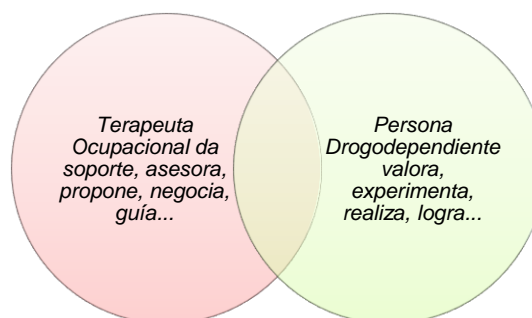 Terapeuta
Ocupacional da
soporte, asesora,
propone, negocia,
guía...
Persona
Drogodependiente
valora,
experimenta,
realiza, logra...